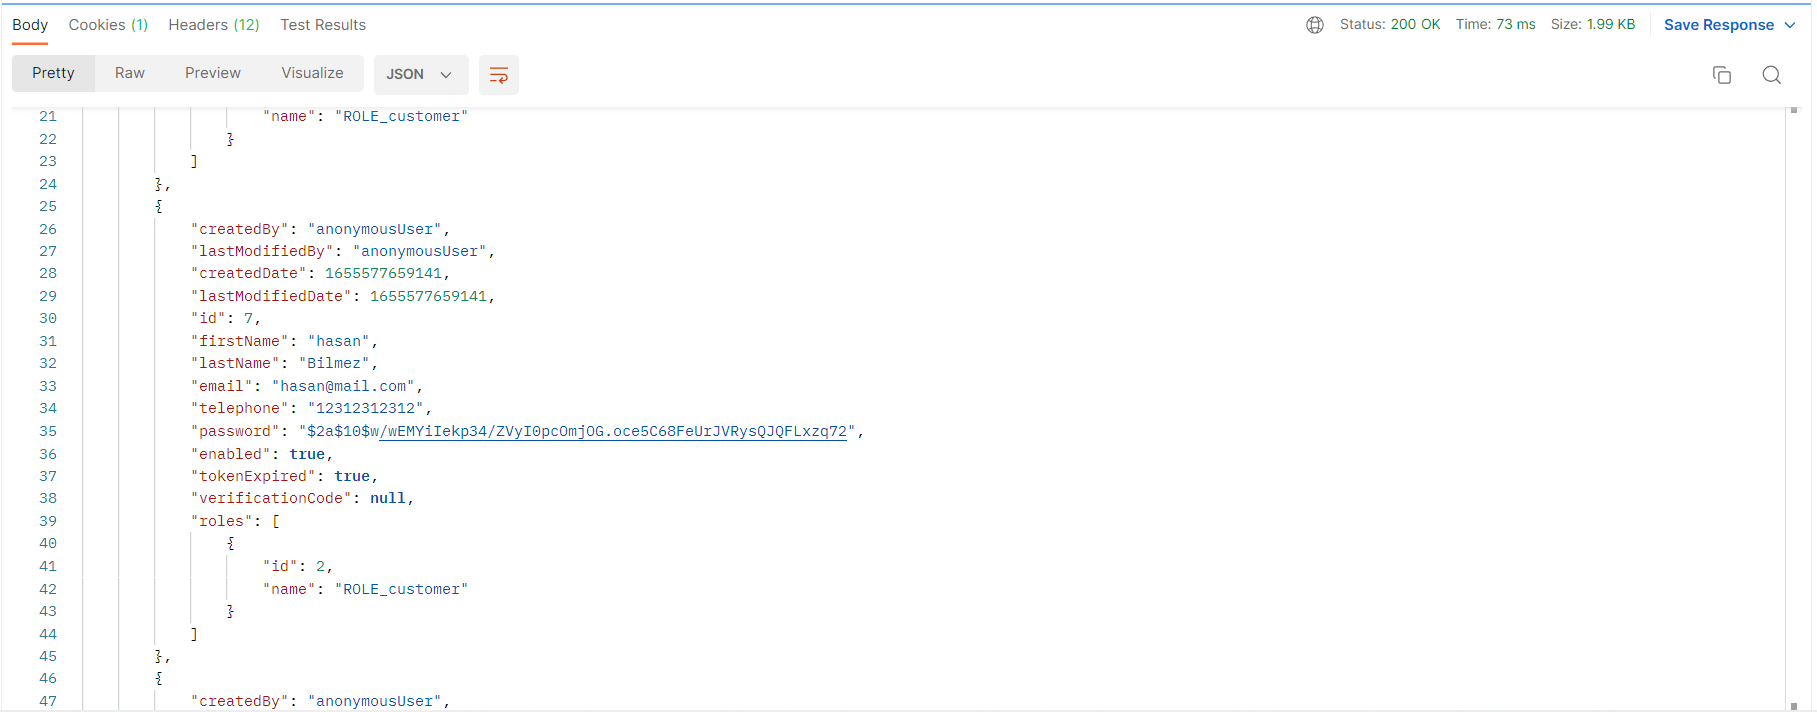 Body Cookies (1) Headers (12) Test Results Status: 200 OK Time: 73 ms Size: 1.99 KB Save Response
Pretty Raw Preview Visualize JSON
21 "name": "ROLE_customer"
22 }
23 ]
24 },
25 {
26 "createdBy": "anonymousUser",
27 "lastModifiedBy": "anonymousUser",
28 "createdDate": 1655577659141,
29 "lastModifiedDate": 1655577659141,
30 "id": 7,
31 "firstName": "hasan",
32 "lastName": "Bilmez",
33 "email": "hasan@mail.com",
34 "telephone": "12312312312",
35 "password": "$2a$10$w/wEMYiIekp34/ZVyI0pcOmjOG.oce5C68FeUrJVRysQJQFLxzq72",
36 "enabled": true,
37 "tokenExpired": true,
38 "verificationCode": null,
39 "roles": [
40 {
41 "id": 2,
42 "name": "ROLE_customer"
43 }
44 ]
45 },
46 {
47 "createdBy": "anonymousUser",